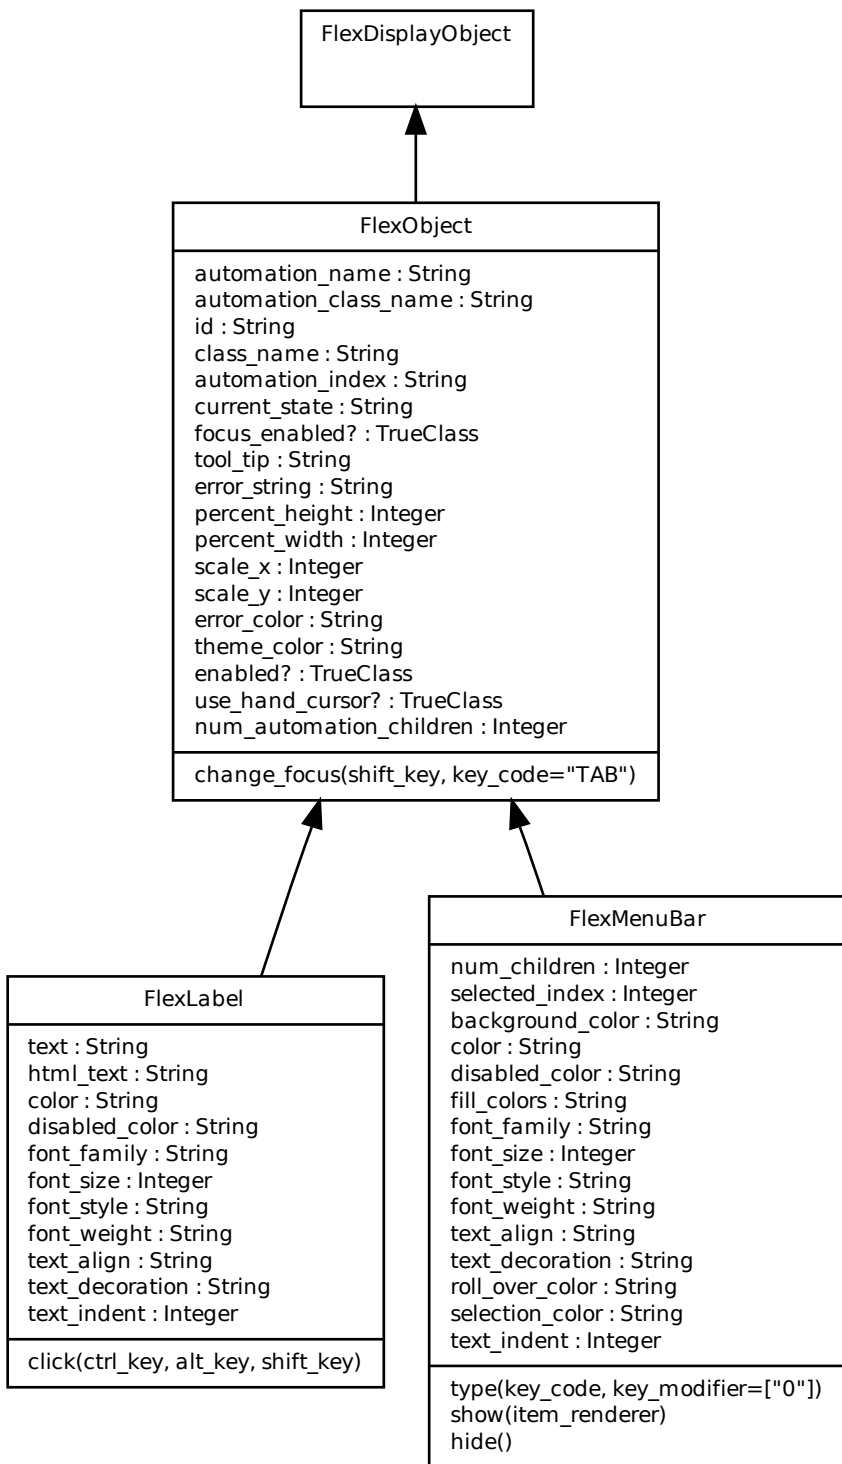 FlexDisplayObject
FlexObject
automation_name : String
automation_class_name : String
id : String
class_name : String
automation_index : String
current_state : String
focus_enabled? : TrueClass
tool_tip : String
error_string : String
percent_height : Integer
percent_width : Integer
scale_x : Integer
scale_y : Integer
error_color : String
theme_color : String
enabled? : TrueClass
use_hand_cursor? : TrueClass
num_automation_children : Integer
change_focus(shift_key, key_code="TAB")
FlexLabel
text : String
html_text : String
color : String
disabled_color : String
font_family : String
font_size : Integer
font_style : String
font_weight : String
text_align : String
text_decoration : String
text_indent : Integer
click(ctrl_key, alt_key, shift_key)
FlexMenuBar
num_children : Integer
selected_index : Integer
background_color : String
color : String
disabled_color : String
fill_colors : String
font_family : String
font_size : Integer
font_style : String
font_weight : String
text_align : String
text_decoration : String
roll_over_color : String
selection_color : String
text_indent : Integer
type(key_code, key_modifier=["0"])
show(item_renderer)
hide()